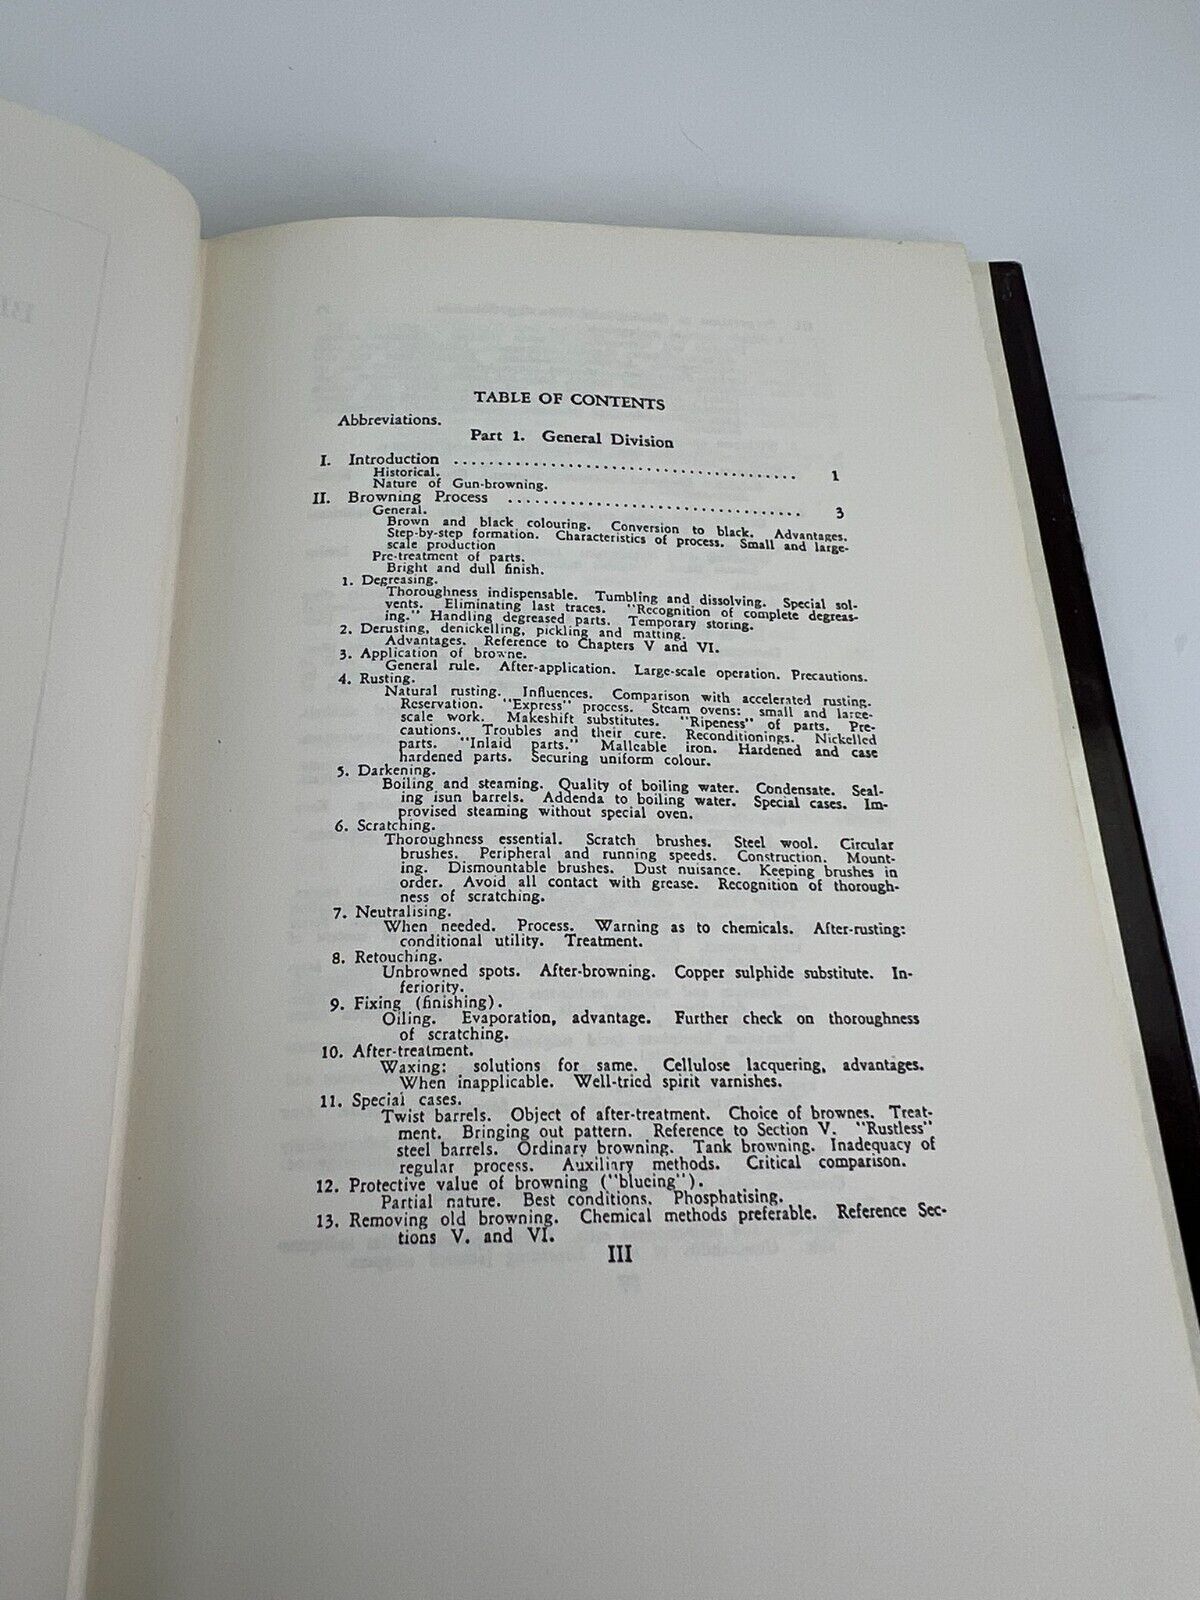 TABLE OF CONTENTS
Abbreviations.
Part 1. General Division
I. Introduction ........................................ 1
Historical.
Nature of Gun-browning.
II. Browning Process .................................. 3
General.
Brown and black colouring. Conversion to black. Advantages.
Step-by-step formation. Characteristics of process. Small and large-
scale production
Pre-treatment of parts.
Bright and dull finish.
1. Degreasing.
Thoroughness indispensable. Tumbling and dissolving. Special sol-
vents. Eliminating last traces. "Recognition of complete degreas-
ing." Handling degreased parts. Temporary storing.
2. Derusting, denickelling, pickling and matting.
Advantages. Reference to Chapters V and VI.
3. Application of browne.
General rule. After-application. Large-scale operation. Precautions.
4. Rusting.
Natural rusting. Influences. Comparison with accelerated rusting.
Reservation. "Express" process. Steam ovens: small and large-
scale work. Makeshift substitutes. "Ripeness" of parts. Pre-
cautions. Troubles and their cure. Reconditionings. Nickelled
parts. "Inlaid parts." Malleable iron. Hardened and case
hardened parts. Securing uniform colour.
5. Darkening.
Boiling and steaming. Quality of boiling water. Condensate. Seal-
ing isun barrels. Addenda to boiling water. Special cases. Im-
provised steaming without special oven.
6. Scratching.
Thoroughness essential. Scratch brushes. Steel wool. Circular
brushes. Peripheral and running speeds. Construction. Mount-
ing. Dismountable brushes. Dust nuisance. Keeping brushes in
order. Avoid all contact with grease. Recognition of thorough-
ness of scratching.
7. Neutralising.
When needed. Process. Warning as to chemicals. After-rusting:
conditional utility. Treatment.
8. Retouching.
Unbrowned spots. After-browning. Copper sulphide substitute. In-
feriority.
9. Fixing (finishing).
Oiling. Evaporation, advantage. Further check on thoroughness
of scratching.
10. After-treatment.
Waxing: solutions for same. Cellulose lacquering, advantages.
When inapplicable. Well-tried spirit varnishes.
11. Special cases.
Twist barrels. Object of after-treatment. Choice of brownes. Treat-
ment. Bringing out pattern. Reference to Section V. "Rustless"
steel barrels. Ordinary browning. Tank browning. Inadequacy of
regular process. Auxiliary methods. Critical comparison.
12. Protective value of browning ("blueing").
Partial nature. Best conditions. Phosphatising.
13. Removing old browning. Chemical methods preferable. Reference Sec-
tions V. and VI.
III